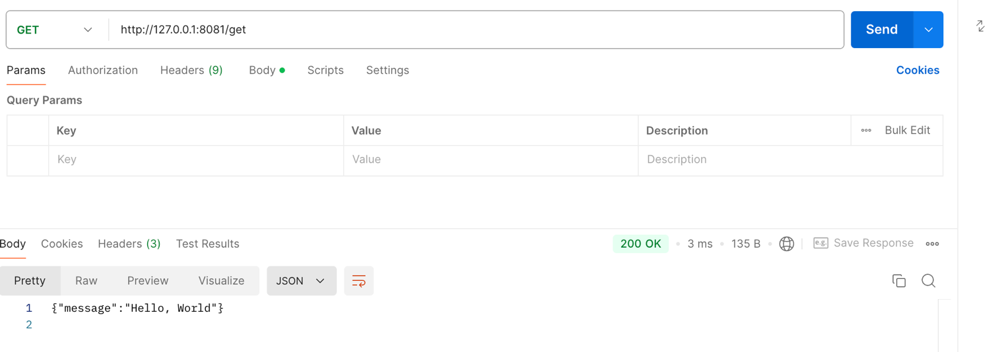 GET http://127.0.0.1:8081/get Send
Params Authorization Headers (9) Body Scripts Settings Cookies
Query Params
Key Value Description Bulk Edit
Key Value Description
Body Cookies Headers (3) Test Results 200 OK 3 ms 135 B e.g. Save Response
Pretty Raw Preview Visualize JSON
1 {"message":"Hello, World"}
2